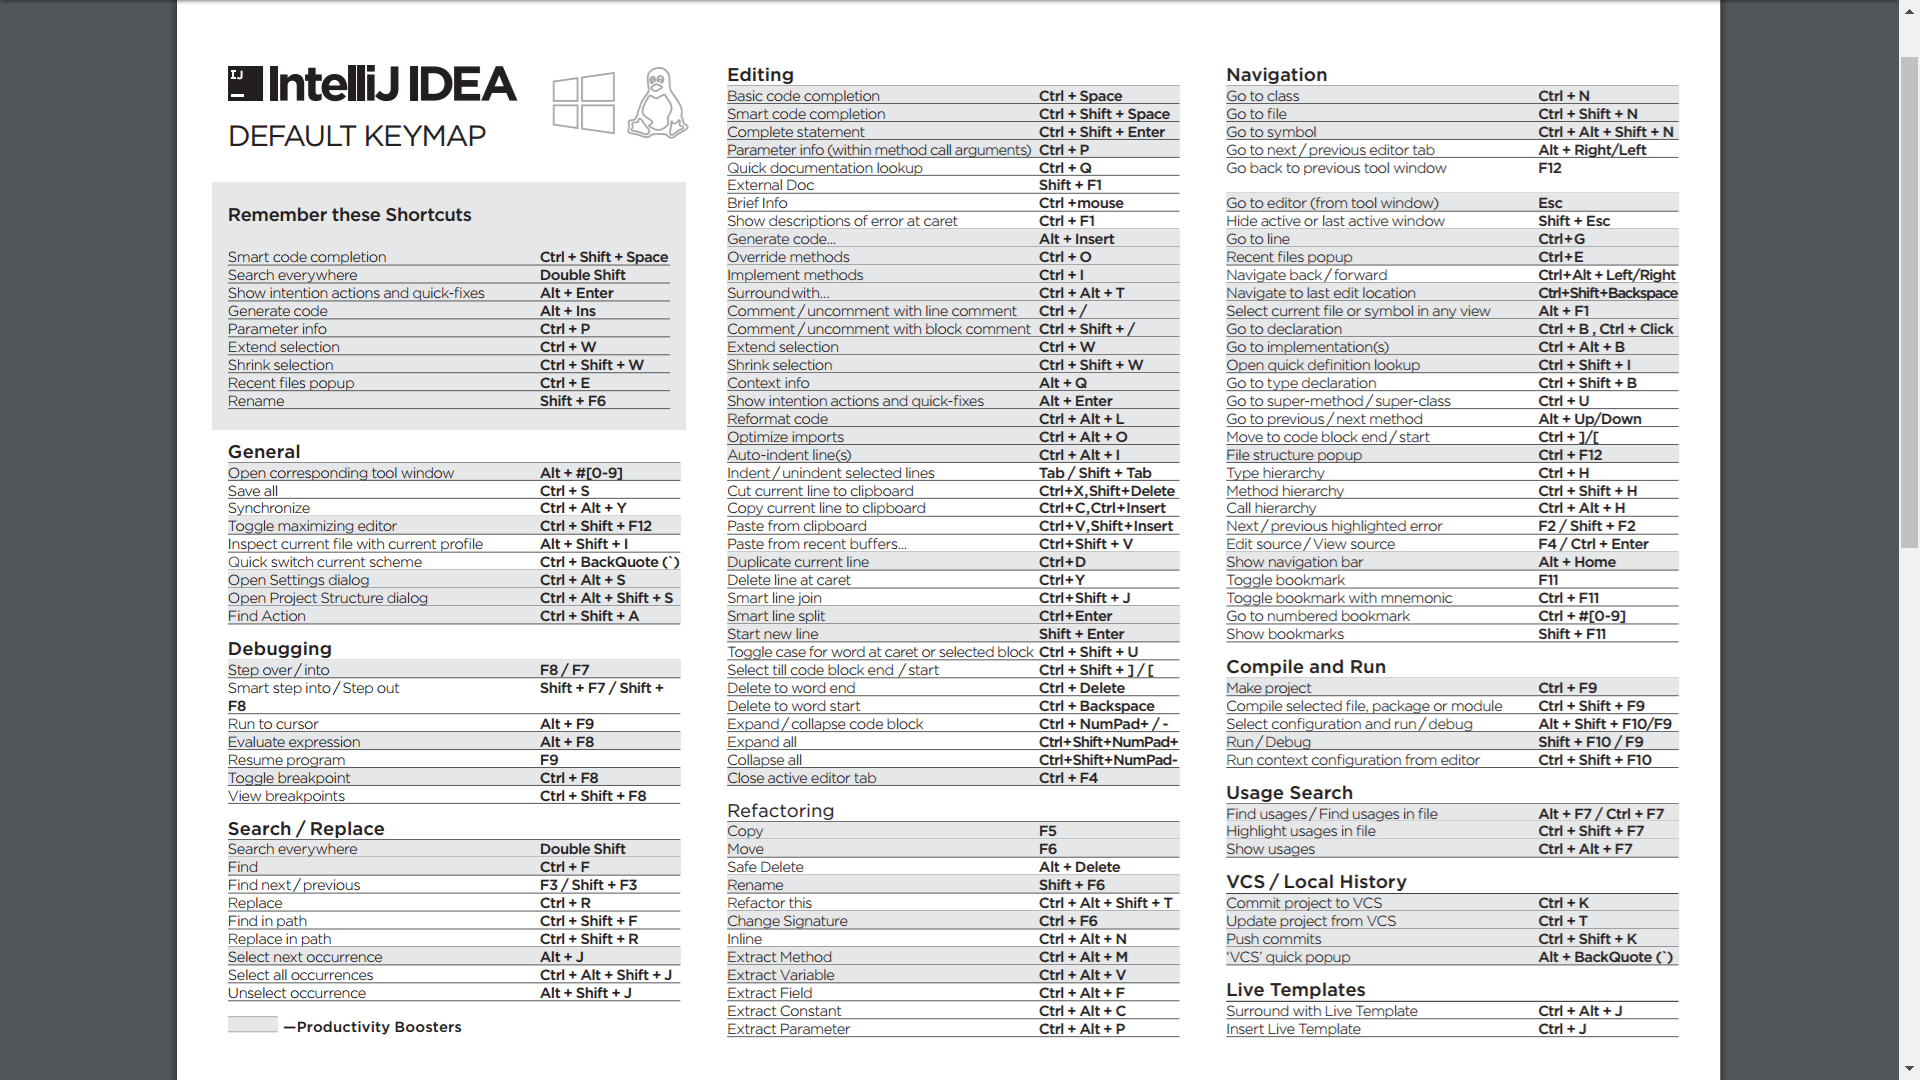 IJ
IntelliJ IDEA
DEFAULT KEYMAP
Remember these Shortcuts
Smart code completion Ctrl + Shift + Space
Search everywhere Double Shift
Show intention actions and quick-fixes Alt + Enter
Generate code Alt + Ins
Parameter info Ctrl + P
Extend selection Ctrl + W
Shrink selection Ctrl + Shift + W
Recent files popup Ctrl + E
Rename Shift + F6
General
Open corresponding tool window Alt + #[0-9]
Save all Ctrl + S
Synchronize Ctrl + Alt + Y
Toggle maximizing editor Ctrl + Shift + F12
Inspect current file with current profile Alt + Shift + I
Quick switch current scheme Ctrl + BackQuote (`)
Open Settings dialog Ctrl + Alt + S
Open Project Structure dialog Ctrl + Alt + Shift + S
Find Action Ctrl + Shift + A
Debugging
Step over / into F8 / F7
Smart step into / Step out Shift + F7 / Shift +
F8
Run to cursor Alt + F9
Evaluate expression Alt + F8
Resume program F9
Toggle breakpoint Ctrl + F8
View breakpoints Ctrl + Shift + F8
Search / Replace
Search everywhere Double Shift
Find Ctrl + F
Find next / previous F3 / Shift + F3
Replace Ctrl + R
Find in path Ctrl + Shift + F
Replace in path Ctrl + Shift + R
Select next occurrence Alt + J
Select all occurrences Ctrl + Alt + Shift + J
Unselect occurrence Alt + Shift + J
—Productivity Boosters
Editing
Basic code completion Ctrl + Space
Smart code completion Ctrl + Shift + Space
Complete statement Ctrl + Shift + Enter
Parameter info (within method call arguments) Ctrl + P
Quick documentation lookup Ctrl + Q
External Doc Shift + F1
Brief Info Ctrl +mouse
Show descriptions of error at caret Ctrl + F1
Generate code... Alt + Insert
Override methods Ctrl + O
Implement methods Ctrl + I
Surround with... Ctrl + Alt + T
Comment / uncomment with line comment Ctrl + /
Comment / uncomment with block comment Ctrl + Shift + /
Extend selection Ctrl + W
Shrink selection Ctrl + Shift + W
Context info Alt + Q
Show intention actions and quick-fixes Alt + Enter
Reformat code Ctrl + Alt + L
Optimize imports Ctrl + Alt + O
Auto-indent line(s) Ctrl + Alt + I
Indent / unindent selected lines Tab / Shift + Tab
Cut current line to clipboard Ctrl+X,Shift+Delete
Copy current line to clipboard Ctrl+C,Ctrl+Insert
Paste from clipboard Ctrl+V,Shift+Insert
Paste from recent buffers... Ctrl+Shift + V
Duplicate current line Ctrl+D
Delete line at caret Ctrl+Y
Smart line join Ctrl+Shift + J
Smart line split Ctrl+Enter
Start new line Shift + Enter
Toggle case for word at caret or selected block Ctrl + Shift + U
Select till code block end / start Ctrl + Shift + ] / [
Delete to word end Ctrl + Delete
Delete to word start Ctrl + Backspace
Expand / collapse code block Ctrl + NumPad+ / -
Expand all Ctrl+Shift+NumPad+
Collapse all Ctrl+Shift+NumPad-
Close active editor tab Ctrl + F4
Refactoring
Copy F5
Move F6
Safe Delete Alt + Delete
Rename Shift + F6
Refactor this Ctrl + Alt + Shift + T
Change Signature Ctrl + F6
Inline Ctrl + Alt + N
Extract Method Ctrl + Alt + M
Extract Variable Ctrl + Alt + V
Extract Field Ctrl + Alt + F
Extract Constant Ctrl + Alt + C
Extract Parameter Ctrl + Alt + P
Navigation
Go to class Ctrl + N
Go to file Ctrl + Shift + N
Go to symbol Ctrl + Alt + Shift + N
Go to next / previous editor tab Alt + Right/Left
Go back to previous tool window F12
Go to editor (from tool window) Esc
Hide active or last active window Shift + Esc
Go to line Ctrl+G
Recent files popup Ctrl+E
Navigate back / forward Ctrl+Alt + Left/Right
Navigate to last edit location Ctrl+Shift+Backspace
Select current file or symbol in any view Alt + F1
Go to declaration Ctrl + B , Ctrl + Click
Go to implementation(s) Ctrl + Alt + B
Open quick definition lookup Ctrl + Shift + I
Go to type declaration Ctrl + Shift + B
Go to super-method / super-class Ctrl + U
Go to previous / next method Alt + Up/Down
Move to code block end / start Ctrl + ]/[
File structure popup Ctrl + F12
Type hierarchy Ctrl + H
Method hierarchy Ctrl + Shift + H
Call hierarchy Ctrl + Alt + H
Next / previous highlighted error F2 / Shift + F2
Edit source / View source F4 / Ctrl + Enter
Show navigation bar Alt + Home
Toggle bookmark F11
Toggle bookmark with mnemonic Ctrl + F11
Go to numbered bookmark Ctrl + #[0-9]
Show bookmarks Shift + F11
Compile and Run
Make project Ctrl + F9
Compile selected file, package or module Ctrl + Shift + F9
Select configuration and run / debug Alt + Shift + F10/F9
Run / Debug Shift + F10 / F9
Run context configuration from editor Ctrl + Shift + F10
Usage Search
Find usages / Find usages in file Alt + F7 / Ctrl + F7
Highlight usages in file Ctrl + Shift + F7
Show usages Ctrl + Alt + F7
VCS / Local History
Commit project to VCS Ctrl + K
Update project from VCS Ctrl + T
Push commits Ctrl + Shift + K
‘VCS’ quick popup Alt + BackQuote (`)
Live Templates
Surround with Live Template Ctrl + Alt + J
Insert Live Template Ctrl + J